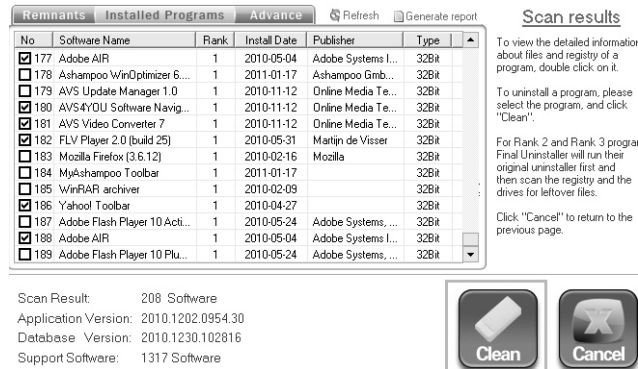 Remnants Installed Programs Advance Refresh Generate report
No Software Name Rank Install Date Publisher Type
177 Adobe AIR 1 2010-05-04 Adobe Systems I... 32Bit
178 Ashampoo WinOptimizer 6.... 1 2011-01-17 Ashampoo Gmb... 32Bit
179 AVS Update Manager 1.0 1 2010-11-12 Online Media Te... 32Bit
180 AVS4YOU Software Navig... 1 2010-11-12 Online Media Te... 32Bit
181 AVS Video Converter 7 1 2010-11-12 Online Media Te... 32Bit
182 FLV Player 2.0 (build 25) 1 2010-05-31 Martijn de Visser 32Bit
183 Mozilla Firefox (3.6.12) 1 2010-02-16 Mozilla 32Bit
184 MyAshampoo Toolbar 1 2011-01-17 32Bit
185 WinRAR archiver 1 2010-02-09 32Bit
186 Yahoo! Toolbar 1 2010-04-27 32Bit
187 Adobe Flash Player 10 Acti... 1 2010-05-24 Adobe Systems, ... 32Bit
188 Adobe AIR 1 2010-05-04 Adobe Systems I... 32Bit
189 Adobe Flash Player 10 Plu... 1 2010-05-24 Adobe Systems, ... 32Bit
Scan results
To view the detailed information
about files and registry of a
program, double click on it.
To uninstall a program, please
select the program, and click
"Clean".
For Rank 2 and Rank 3 progra
Final Uninstaller will run their
original uninstaller first and
then scan the registry and the
drives for leftover files.
Click "Cancel" to return to the
previous page.
Scan Result: 208 Software
Application Version: 2010.1202.0954.30
Database Version: 2010.1230.102816
Support Software: 1317 Software
Clean Cancel